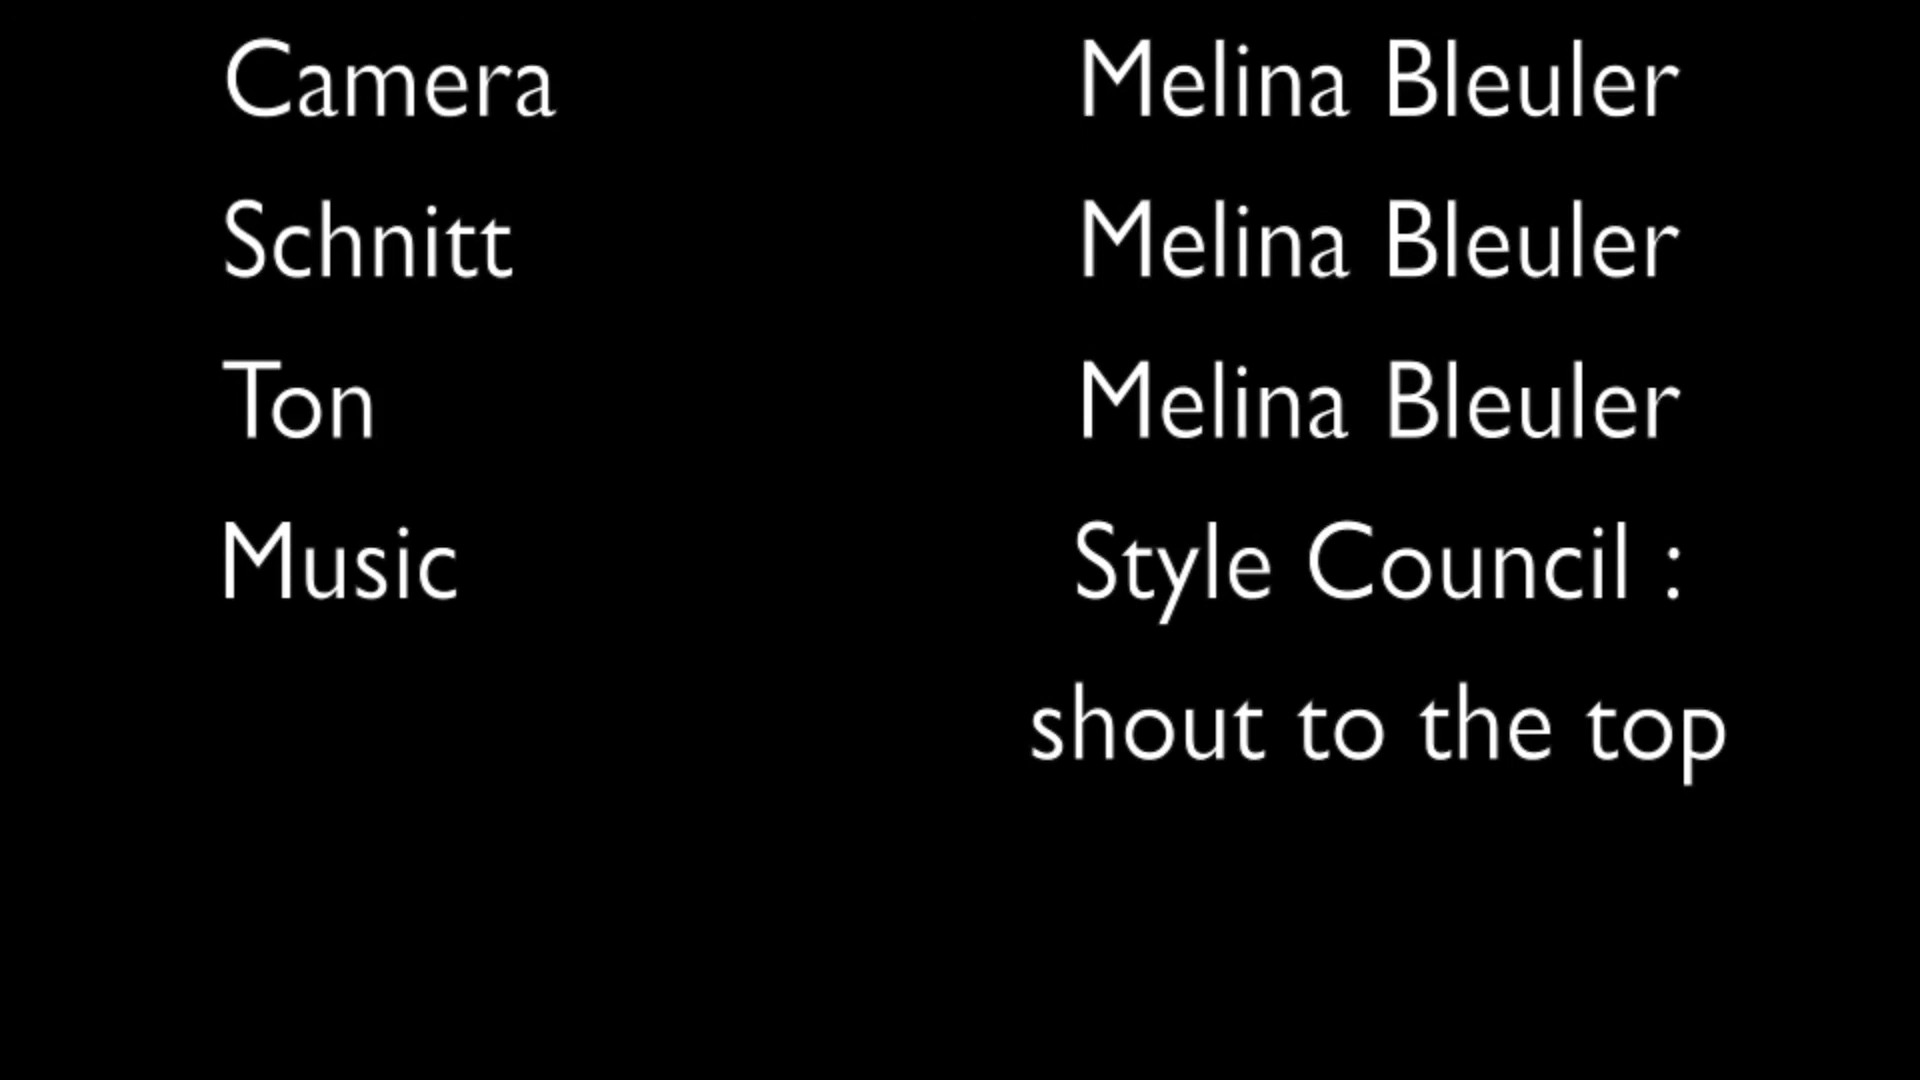 Camera Melina Bleuler
Schnitt Melina Bleuler
Ton Melina Bleuler
Music Style Council :
shout to the top